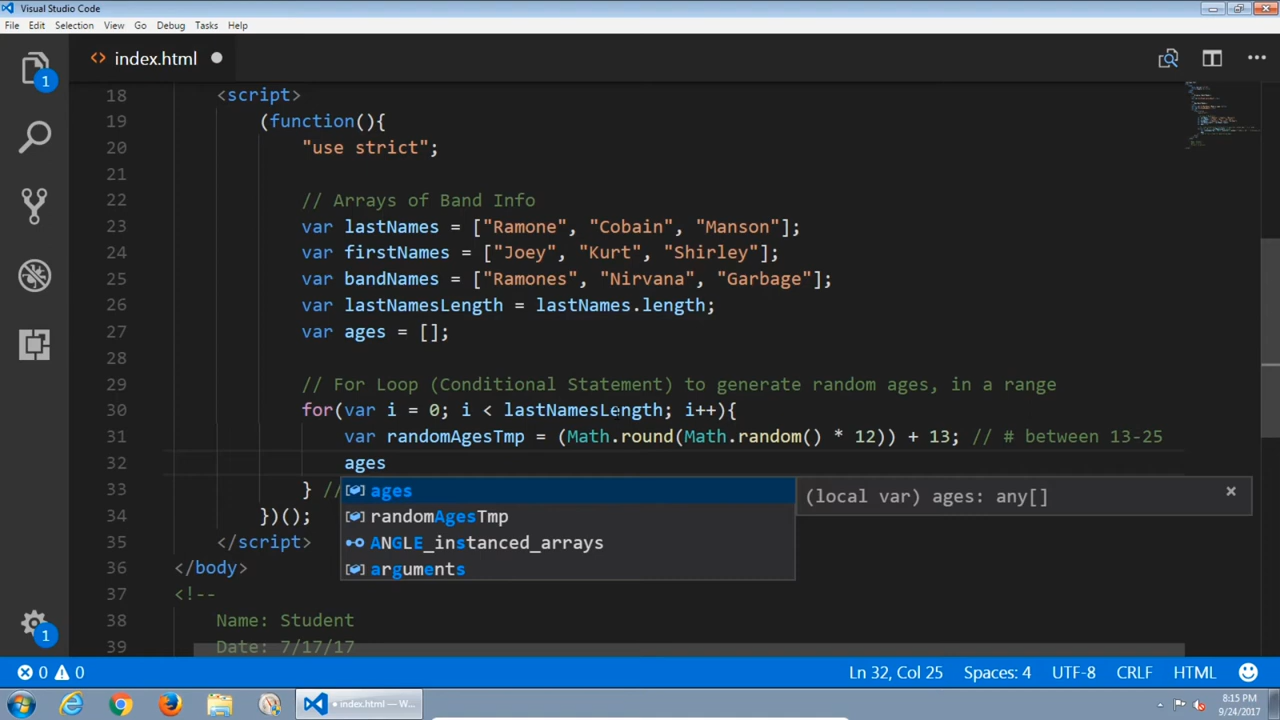 Visual Studio Code
File Edit Selection View Go Debug Tasks Help
index.html
1
18 <script>
19 (function(){
20 "use strict";
21
22 // Arrays of Band Info
23 var lastNames = ["Ramone", "Cobain", "Manson"];
24 var firstNames = ["Joey", "Kurt", "Shirley"];
25 var bandNames = ["Ramones", "Nirvana", "Garbage"];
26 var lastNamesLength = lastNames.length;
27 var ages = [];
28
29 // For Loop (Conditional Statement) to generate random ages, in a range
30 for(var i = 0; i < lastNamesLength; i++){
31 var randomAgesTmp = (Math.round(Math.random() * 12)) + 13; // # between 13-25
32 ages
33 } //
ages (local var) ages: any[]
34 })();
randomAgesTmp
35 </script>
ANGLE_instanced_arrays
36 </body>
arguments
37 <!--
38 Name: Student
39 Date: 7/17/17
1
0 0 Ln 32, Col 25 Spaces: 4 UTF-8 CRLF HTML
index.html — W...
8:15 PM
9/24/2017